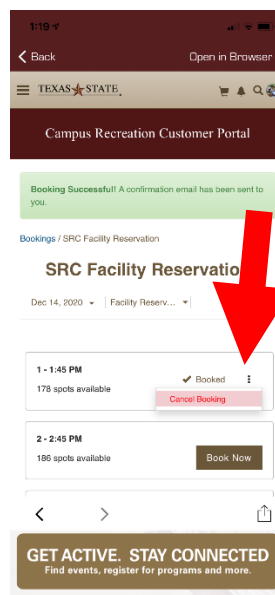 1:19
Back
Open in Browser
TEXAS STATE
Campus Recreation Customer Portal
Booking Successful! A confirmation email has been sent to
you.
Bookings / SRC Facility Reservation
SRC Facility Reservatio
Dec 14, 2020
Facility Reserv...
1 - 1:45 PM
178 spots available
Booked
Cancel Booking
2 - 2:45 PM
186 spots available
Book Now
GET ACTIVE. STAY CONNECTED
Find events, register for programs and more.